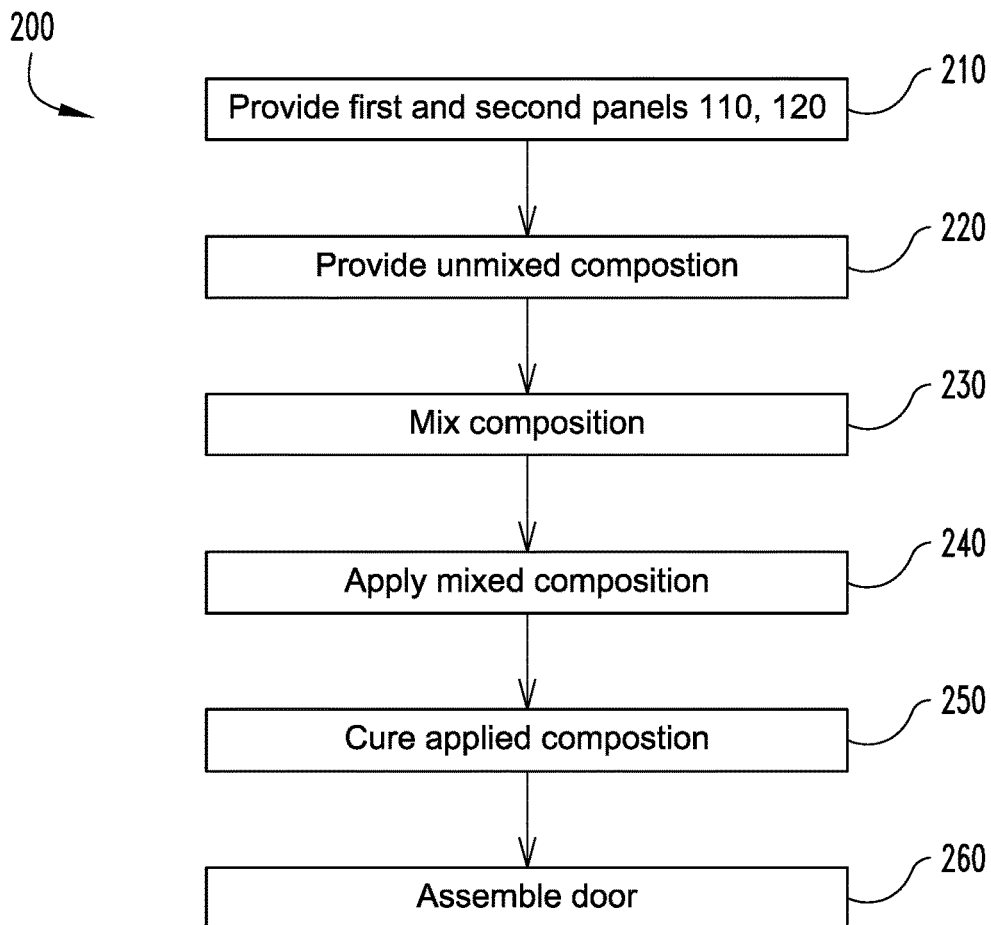 200
210
Provide first and second panels 110, 120
220
Provide unmixed compostion
230
Mix composition
240
Apply mixed composition
250
Cure applied compostion
260
Assemble door